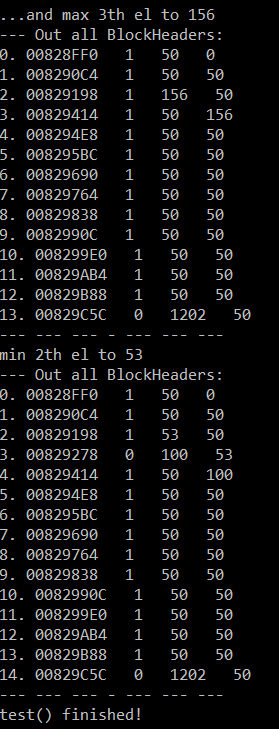 ...and max 3th el to 156
--- Out all BlockHeaders:
0. 00828FF0   1   50   0
1. 008290C4   1   50   50
2. 00829198   1   156   50
3. 00829414   1   50   156
4. 008294E8   1   50   50
5. 008295BC   1   50   50
6. 00829690   1   50   50
7. 00829764   1   50   50
8. 00829838   1   50   50
9. 0082990C   1   50   50
10. 008299E0   1   50   50
11. 00829AB4   1   50   50
12. 00829B88   1   50   50
13. 00829C5C   0   1202   50
--- --- --- - --- --- ---
min 2th el to 53
--- Out all BlockHeaders:
0. 00828FF0   1   50   0
1. 008290C4   1   50   50
2. 00829198   1   53   50
3. 00829278   0   100   53
4. 00829414   1   50   100
5. 008294E8   1   50   50
6. 008295BC   1   50   50
7. 00829690   1   50   50
8. 00829764   1   50   50
9. 00829838   1   50   50
10. 0082990C   1   50   50
11. 008299E0   1   50   50
12. 00829AB4   1   50   50
13. 00829B88   1   50   50
14. 00829C5C   0   1202   50
--- --- --- - --- --- ---
test() finished!